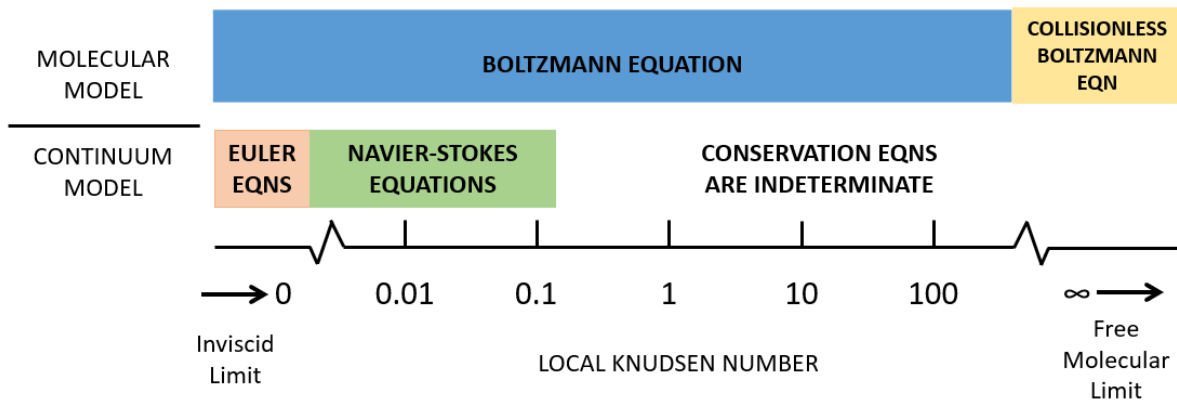 MOLECULAR
MODEL
BOLTZMANN EQUATION
COLLISIONLESS
BOLTZMANN
EQN
CONTINUUM
MODEL
EULER
EQNS
NAVIER-STOKES
EQUATIONS
CONSERVATION EQNS
ARE INDETERMINATE
0 0.01 0.1 1 10 100 ∞
Inviscid
Limit
LOCAL KNUDSEN NUMBER
Free
Molecular
Limit